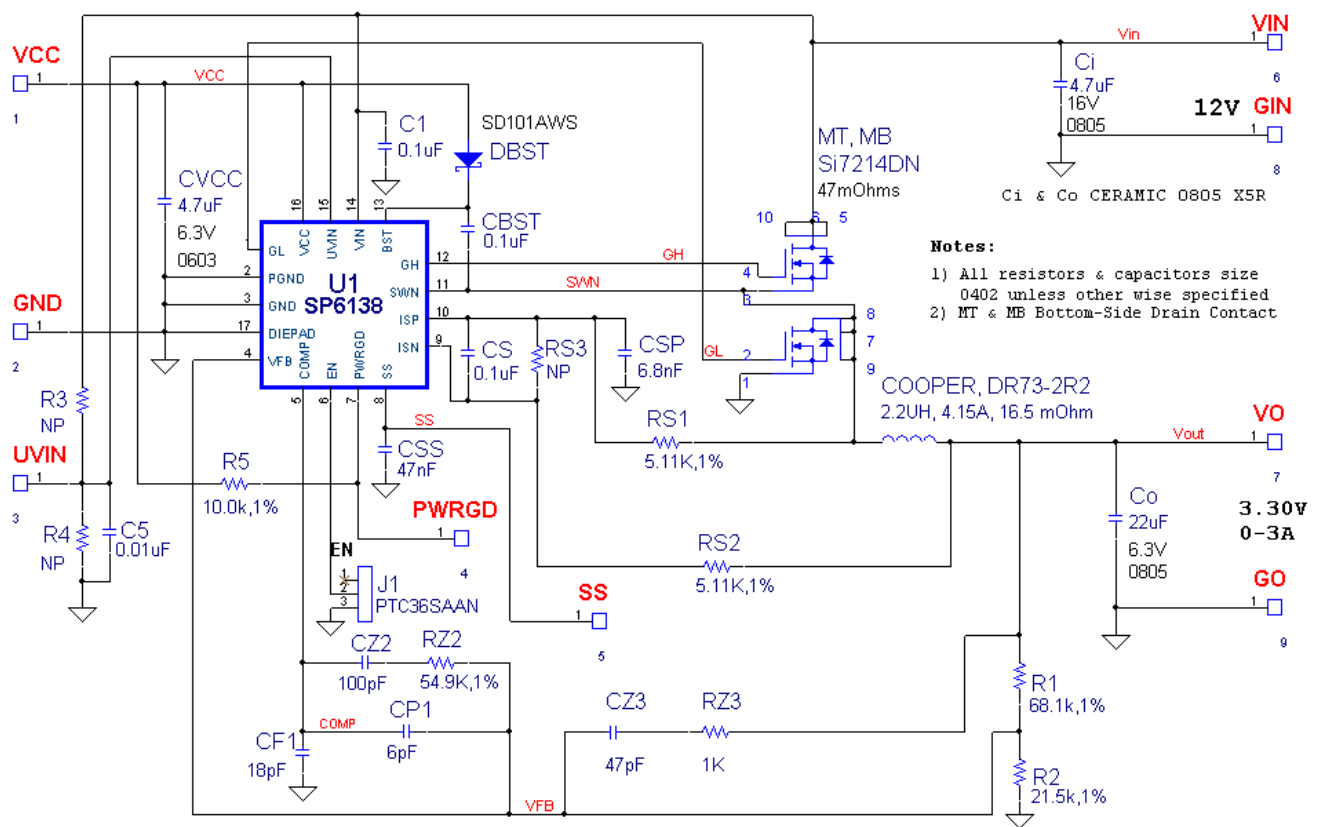 VCC
1
1
VCC
Vin
VIN
1
6
Ci
4.7uF
16V
0805
12V
GIN
1
8
Ci & Co CERAMIC 0805 X5R
C1
0.1uF
SD101AWS
DBST
MT, MB
Si7214DN
47mOhms
CVCC
4.7uF
6.3V
0603
16
15
14
13
VCC
UVIN
VIN
BST
CBST
0.1uF
10
6
5
Notes:
1) All resistors & capacitors size
0402 unless other wise specified
2) MT & MB Bottom-Side Drain Contact
GL
PGND
GND
DIEPAD
VFB
2
3
17
4
U1
SP6138
GH
SWN
ISP
ISN
12
11
10
9
GH
SWN
4
3
GND
1
2
COMP
EN
PWRGD
SS
5
6
7
8
CS
0.1uF
RS3
NP
CSP
6.8nF
GL
2
1
8
7
9
COOPER, DR73-2R2
2.2UH, 4.15A, 16.5 mOhm
R3
NP
SS
CSS
47nF
RS1
5.11K,1%
Vout
VO
1
7
UVIN
1
3
R5
10.0k,1%
R4
NP
C5
0.01uF
PWRGD
1
4
Co
22uF
6.3V
0805
3.30V
0-3A
EN
1
2
3
J1
PTC36SAAN
RS2
5.11K,1%
SS
1
5
GO
1
9
CZ2
100pF
RZ2
54.9K,1%
COMP
CP1
6pF
CF1
18pF
CZ3
47pF
RZ3
1K
R1
68.1k,1%
R2
21.5k,1%
VFB